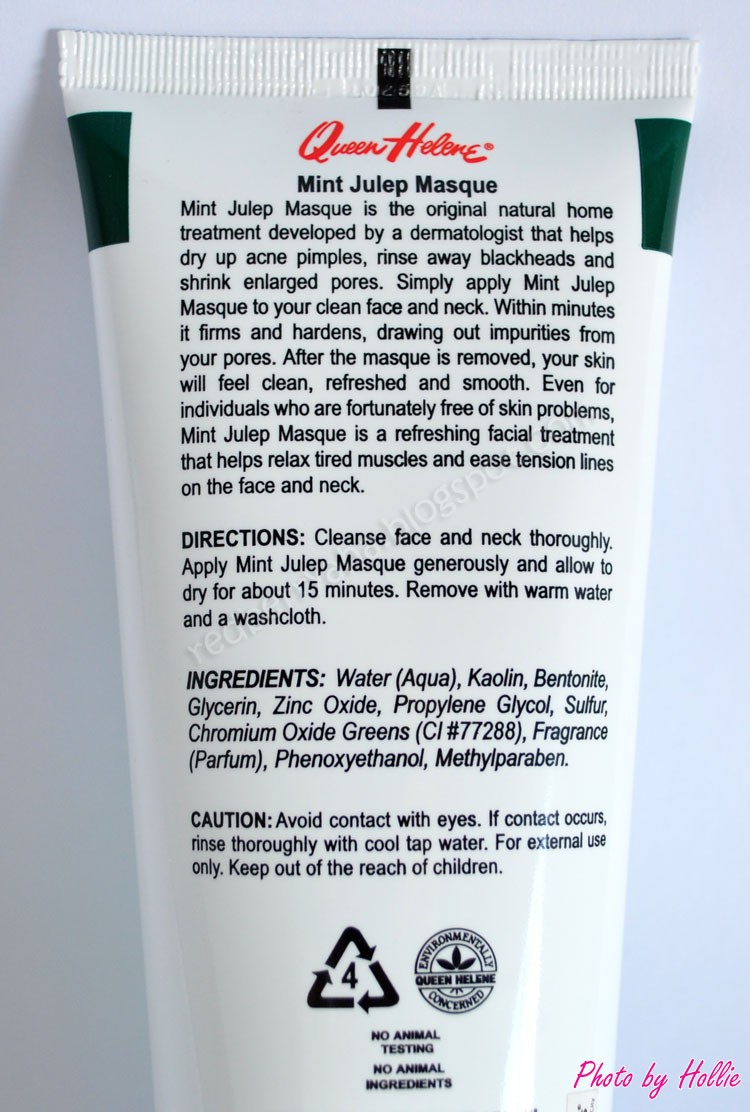 10250A
Queen Helene®
Mint Julep Masque
Mint Julep Masque is the original natural home
treatment developed by a dermatologist that helps
dry up acne pimples, rinse away blackheads and
shrink enlarged pores. Simply apply Mint Julep
Masque to your clean face and neck. Within minutes
it firms and hardens, drawing out impurities from
your pores. After the masque is removed, your skin
will feel clean, refreshed and smooth. Even for
individuals who are fortunately free of skin problems,
Mint Julep Masque is a refreshing facial treatment
that helps relax tired muscles and ease tension lines
on the face and neck.
DIRECTIONS: Cleanse face and neck thoroughly.
Apply Mint Julep Masque generously and allow to
dry for about 15 minutes. Remove with warm water
and a washcloth.
INGREDIENTS: Water (Aqua), Kaolin, Bentonite,
Glycerin, Zinc Oxide, Propylene Glycol, Sulfur,
Chromium Oxide Greens (CI #77288), Fragrance
(Parfum), Phenoxyethanol, Methylparaben.
CAUTION: Avoid contact with eyes. If contact occurs,
rinse thoroughly with cool tap water. For external use
only. Keep out of the reach of children.
4
ENVIRONMENTALLY
QUEEN HELENE
CONCERNED
NO ANIMAL
TESTING
NO ANIMAL
INGREDIENTS
Photo by Hollie